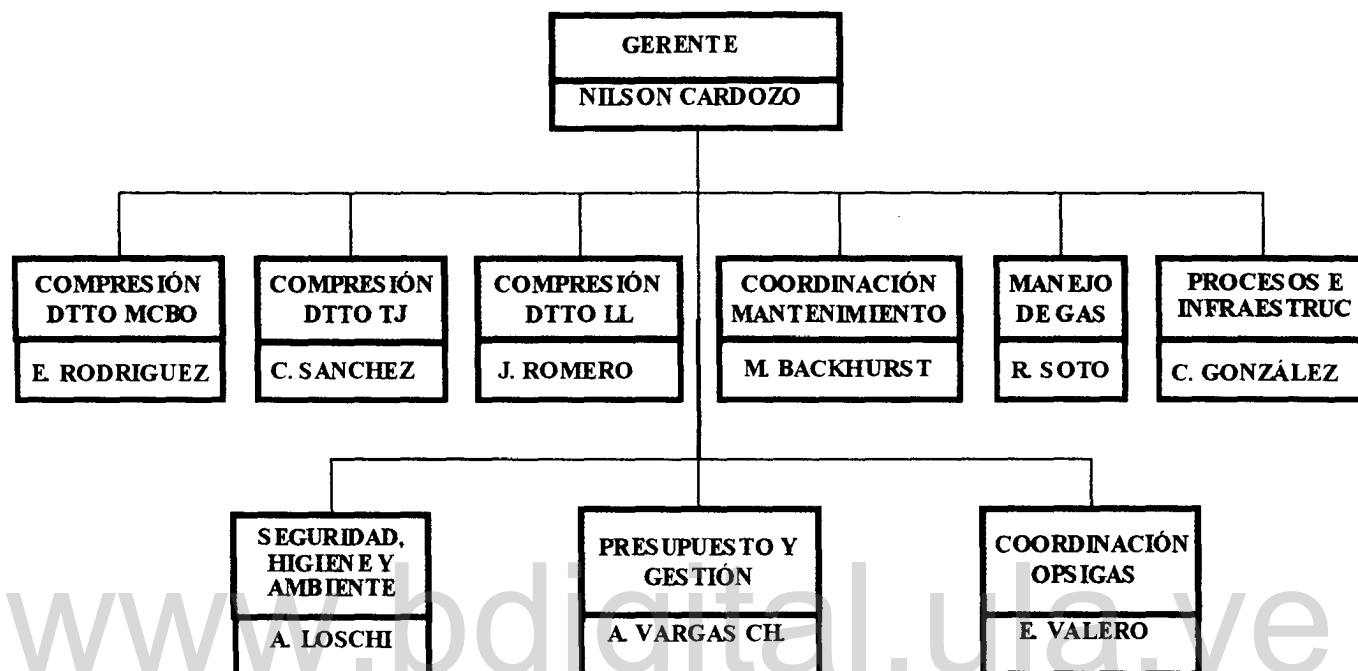 GERENTE
NILSON CARDOZO
COMPRESIÓN
DTTO MCBO
E. RODRIGUEZ
COMPRESIÓN
DTTO TJ
C. SANCHEZ
COMPRESIÓN
DTTO LL
J. ROMERO
COORDINACIÓN
MANTENIMIENTO
M. BACKHURST
MANEJO
DE GAS
R. SOTO
PROCESOS E
INFRAESTRUC
C. GONZÁLEZ
SEGURIDAD,
HIGIENE Y
AMBIENTE
A. LOSCHI
PRESUPUESTO Y
GESTIÓN
A. VARGAS CH.
COORDINACIÓN
OPSIGAS
E. VALERO
www.bdigital.ula.ve